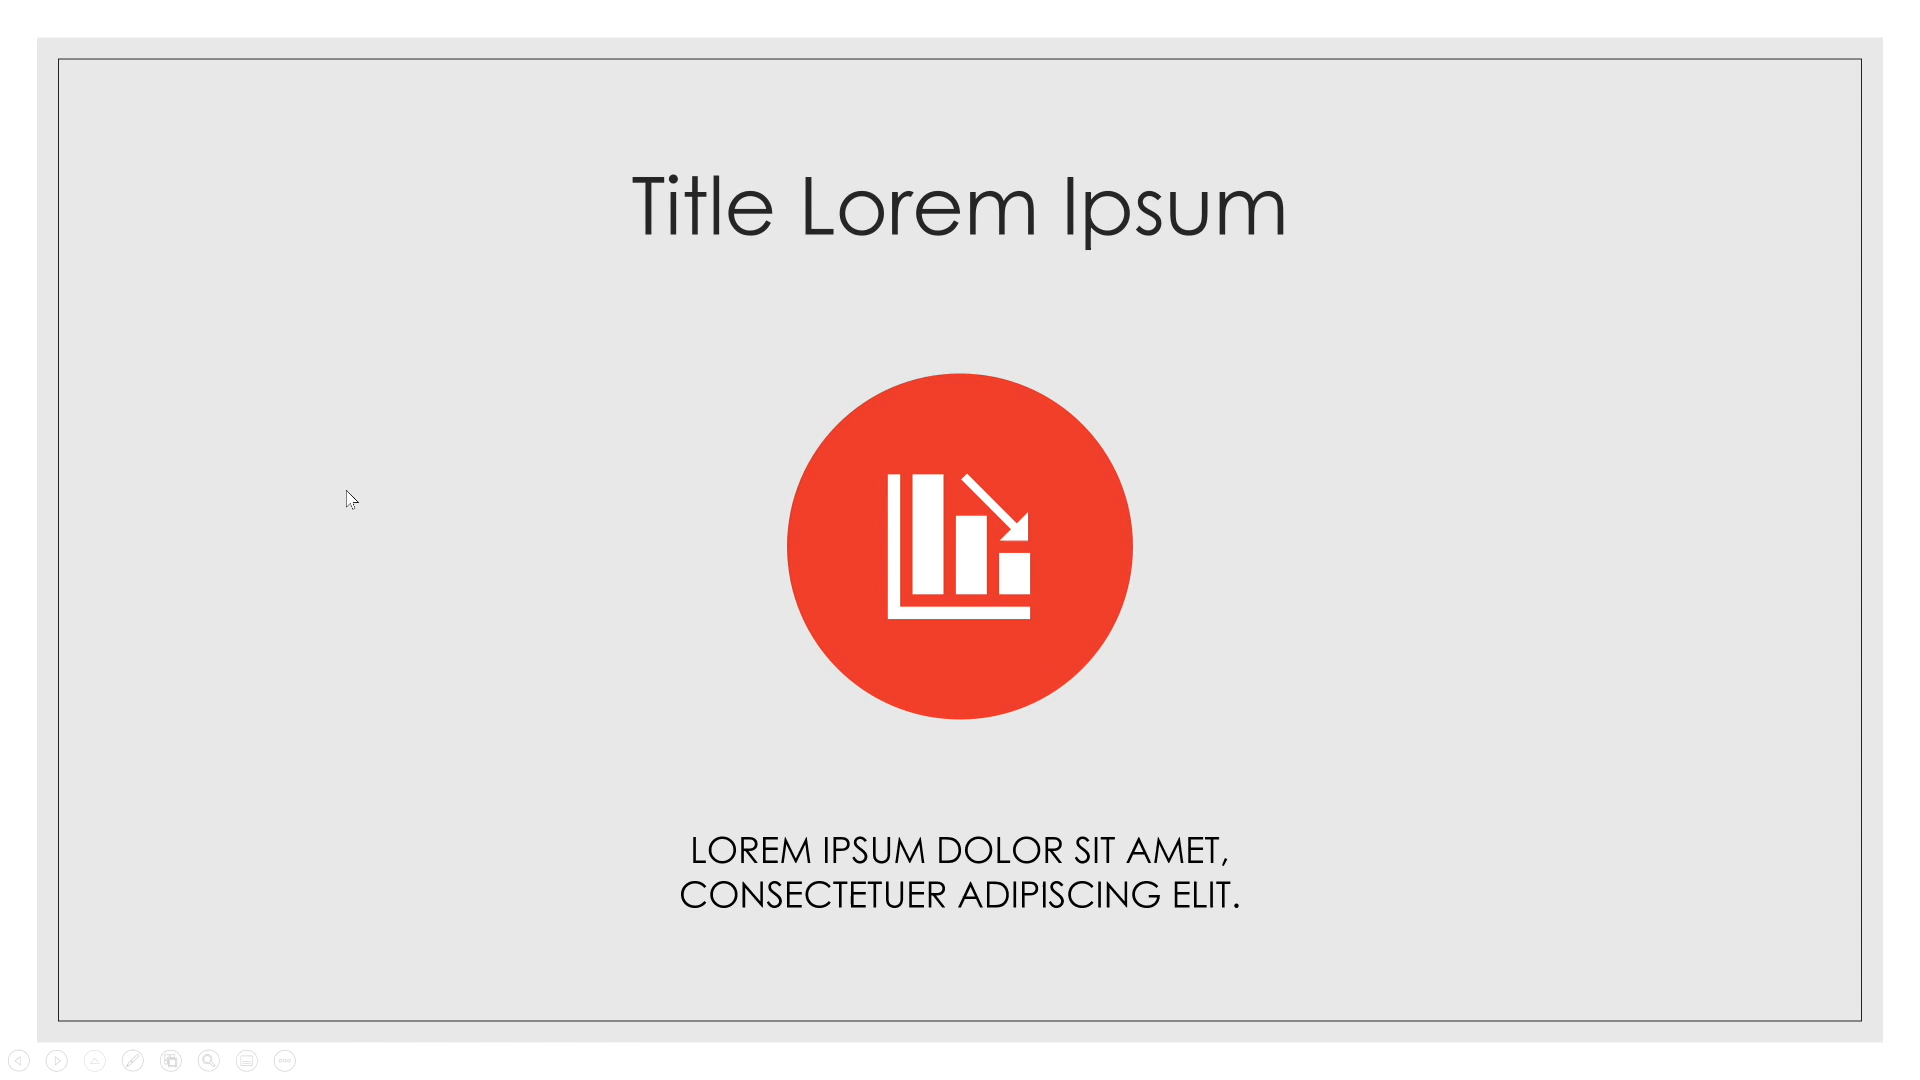 Title Lorem Ipsum
LOREM IPSUM DOLOR SIT AMET,
CONSECTETUER ADIPISCING ELIT.